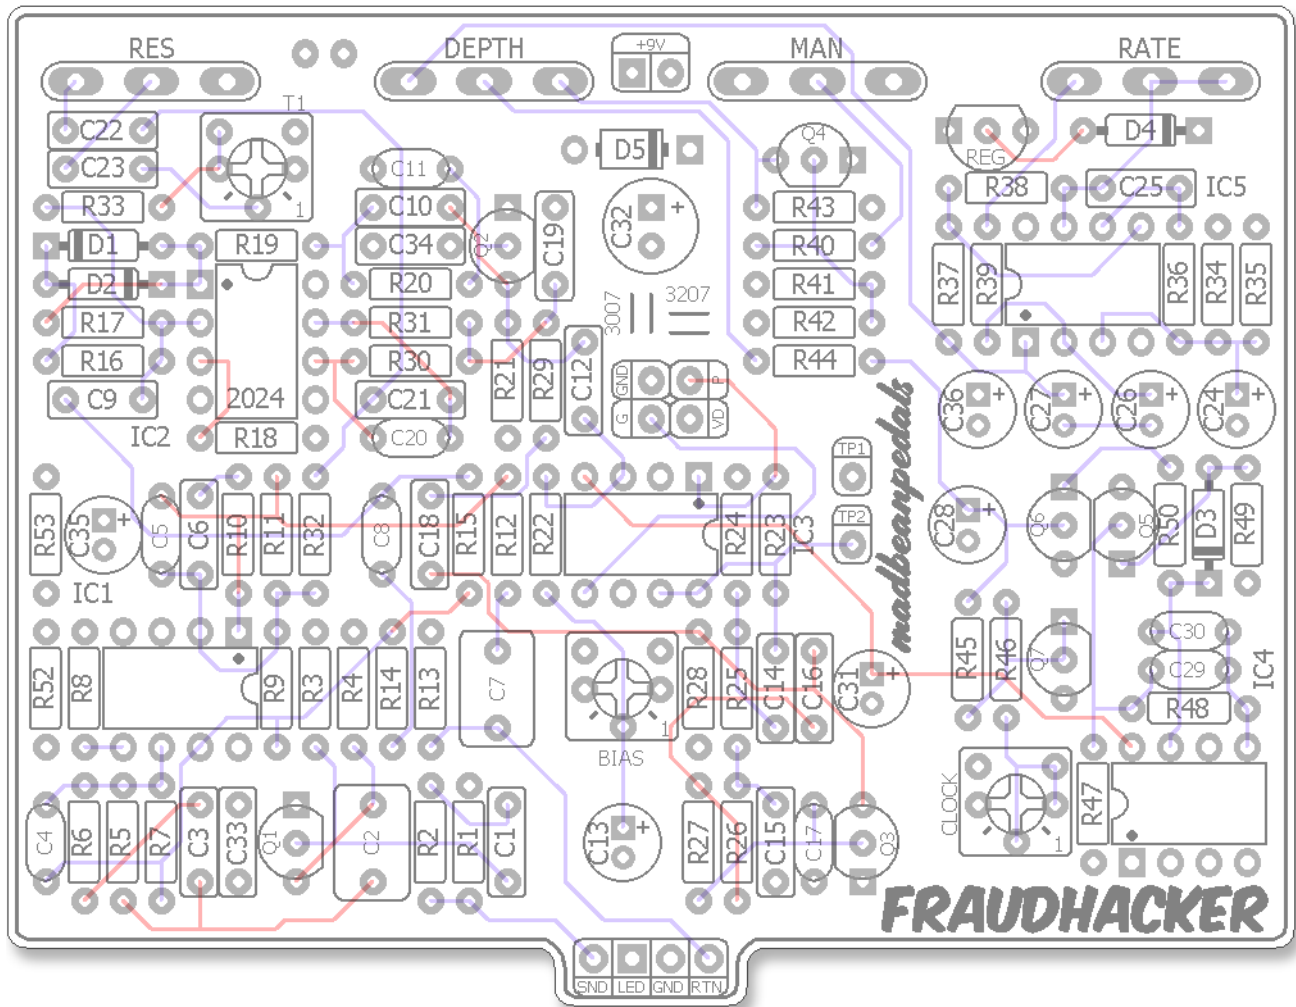 RES DEPTH +9V MAN RATE
T1
C22 C11 D5 Q4 REG D4
C23
R33 C10 C32 + R43 R38 C25 IC5
1
D1 R19 C34 Q2 C19 R40
D2 R20 R41 R37 R39 R36 R34 R35
R17 R31 3007 3207 R42
R16 R30 R21 R29 C12 R44
C9 2024 C21 GND P C36 + C27 + C26 + C24 +
IC2 R18 C20 G VD
madbeanpedals
TP1
R53 C35 + C5 C6 R10 R11 R32 C8 C18 R15 R12 R22 R24 R23 IC3 TP2 C28 + Q6 Q5 R50 D3 R49
IC1
R52 R8 R9 R3 R4 R14 R13 C7 R28 R25 C14 C16 C31 + R45 R46 Q7 C30 IC4
C29
1 R48
BIAS
C4 R6 R5 R7 C3 C33 Q1 C2 R2 R1 C1 C13 + R27 R26 C15 C17 Q3 CLOCK R47
1
FRAUDHACKER
SND LED GND RTN